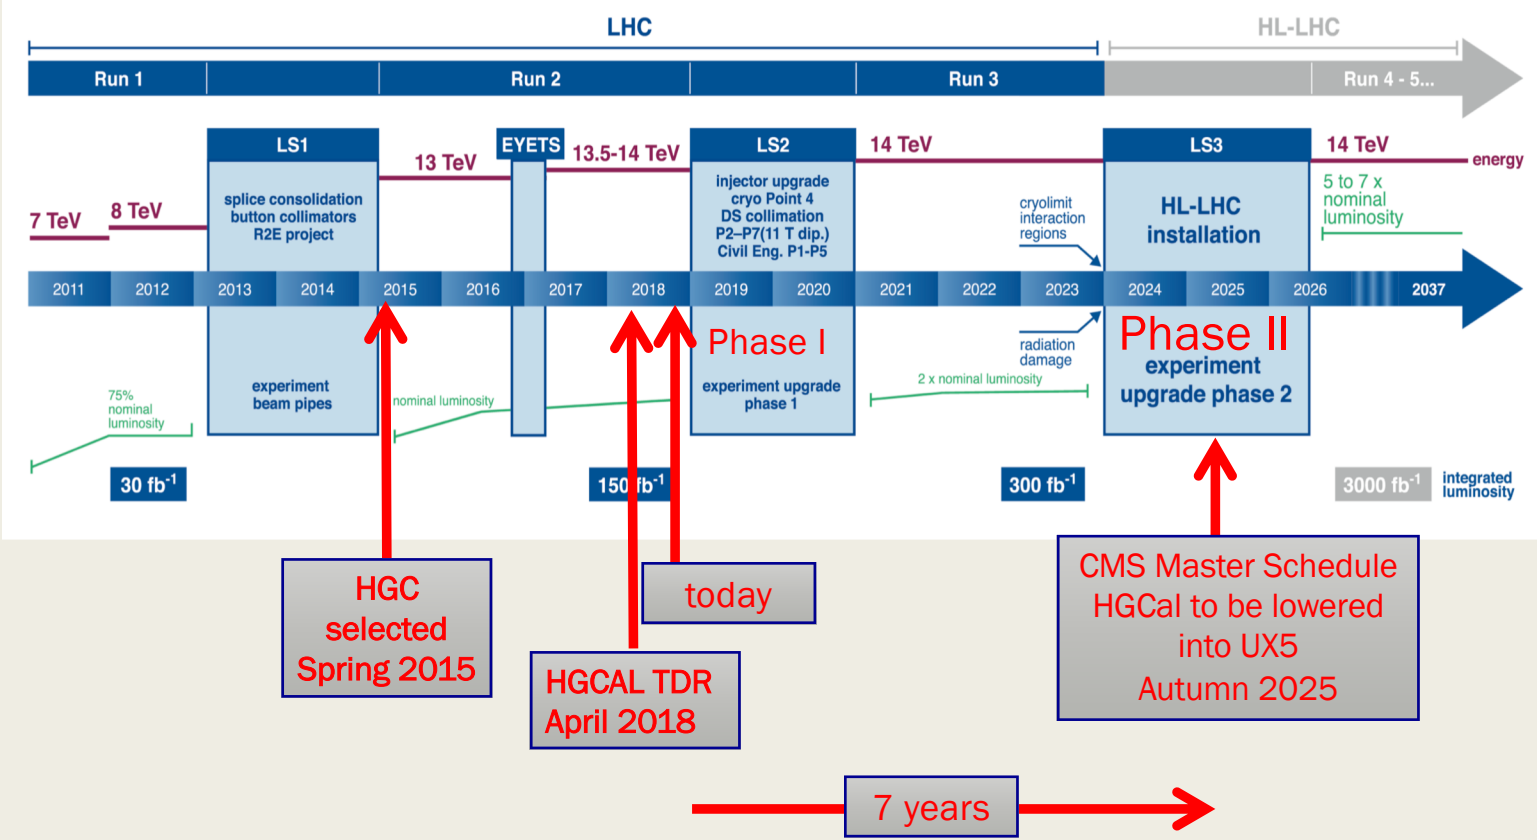 LHC
HL-LHC
Run 1
Run 2
Run 3
Run 4 - 5...
LS1
EYETS
LS2
LS3
7 TeV
8 TeV
13 TeV
13.5-14 TeV
14 TeV
14 TeV
energy
splice consolidation
button collimators
R2E project
injector upgrade
cryo Point 4
DS collimation
P2–P7(11 T dip.)
Civil Eng. P1-P5
cryolimit
interaction
regions
HL-LHC
installation
5 to 7 x
nominal
luminosity
2011
2012
2013
2014
2015
2016
2017
2018
2019
2020
2021
2022
2023
2024
2025
2026
2037
Phase I
Phase II
radiation
damage
75%
nominal
luminosity
experiment
beam pipes
nominal luminosity
experiment upgrade
phase 1
2 x nominal luminosity
experiment
upgrade phase 2
30 fb-1
150 fb-1
300 fb-1
3000 fb-1
integrated
luminosity
HGC
selected
Spring 2015
today
HGCAL TDR
April 2018
CMS Master Schedule
HGCal to be lowered
into UX5
Autumn 2025
7 years